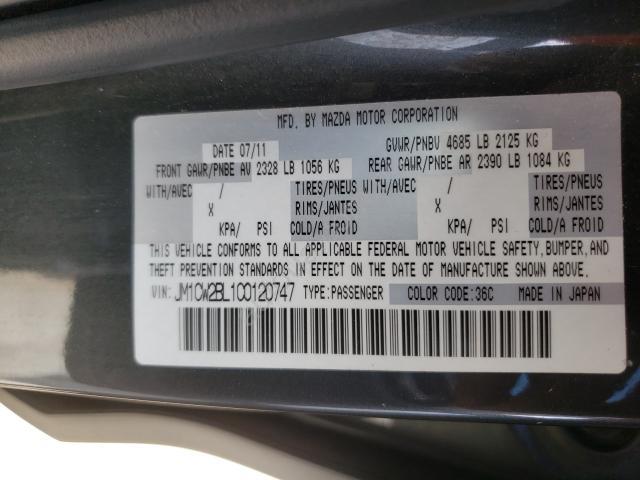 MFD. BY MAZDA MOTOR CORPORATION
DATE 07/11 GVWR/PNBV 4685 LB 2125 KG
FRONT GAWR/PNBE AV 2328 LB 1056 KG REAR GAWR/PNBE AR 2390 LB 1084 KG
WITH/AVEC / TIRES/PNEUS WITH/AVEC / TIRES/PNEUS
X RIMS/JANTES X RIMS/JANTES
KPA/ PSI COLD/A FROID KPA/ PSI COLD/A FROID
THIS VEHICLE CONFORMS TO ALL APPLICABLE FEDERAL MOTOR VEHICLE SAFETY, BUMPER, AND
THEFT PREVENTION STANDARDS IN EFFECT ON THE DATE OF MANUFACTURE SHOWN ABOVE.
VIN: JM1CW2BL1C0120747 TYPE:PASSENGER COLOR CODE:36C MADE IN JAPAN